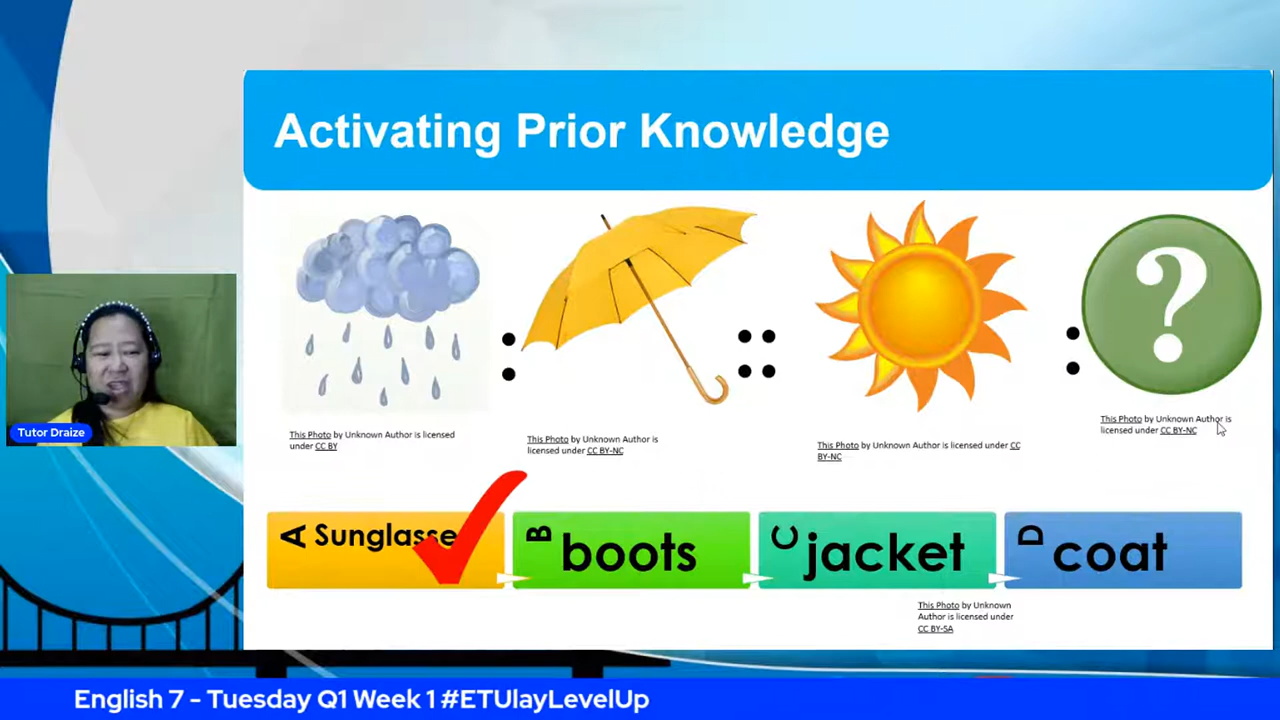 Activating Prior Knowledge
?
This Photo by Unknown Author is licensed
under CC BY
This Photo by Unknown Author is
licensed under CC BY-NC
This Photo by Unknown Author is licensed under CC
BY-NC
This Photo by Unknown Author is
licensed under CC BY-NC
Tutor Draize
A Sunglasse
B boots
C jacket
D coat
This Photo by Unknown
Author is licensed under
CC BY-SA
English 7 - Tuesday Q1 Week 1 #ETUlayLevelUp